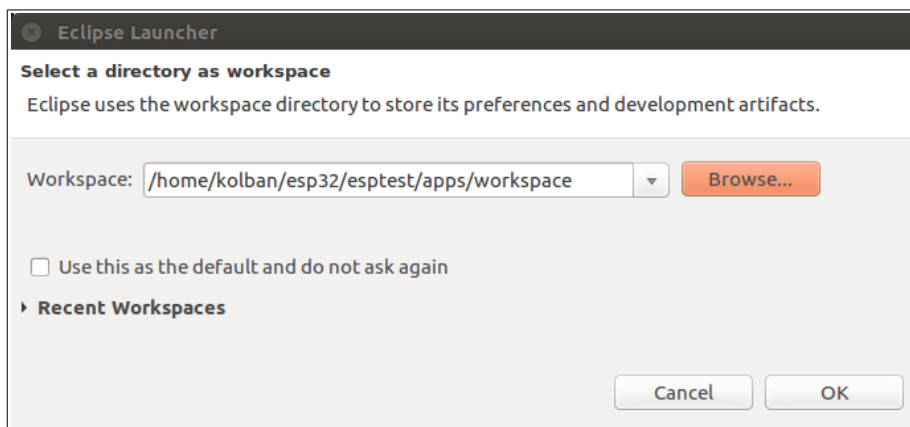 Eclipse Launcher
Select a directory as workspace
Eclipse uses the workspace directory to store its preferences and development artifacts.
Workspace: /home/kolban/esp32/esptest/apps/workspace Browse...
Use this as the default and do not ask again
Recent Workspaces
Cancel OK